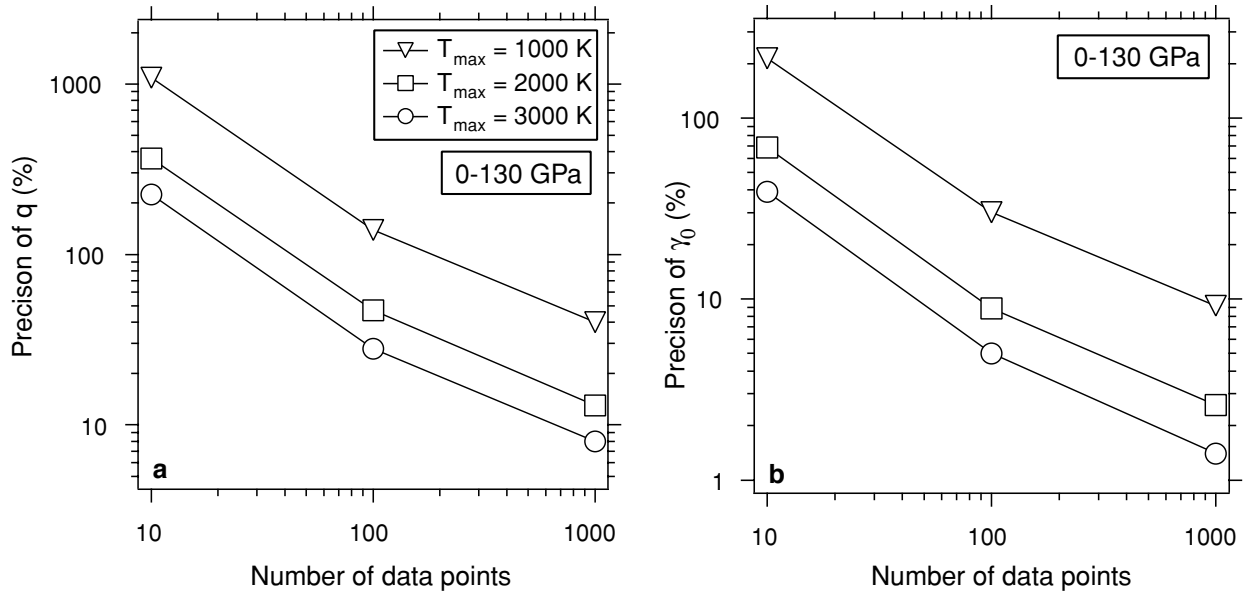 Precison of q (%)
1000
100
10
T_max = 1000 K
T_max = 2000 K
T_max = 3000 K
0-130 GPa
a
10
100
1000
Number of data points
Precison of γ_0 (%)
100
10
1
0-130 GPa
b
10
100
1000
Number of data points